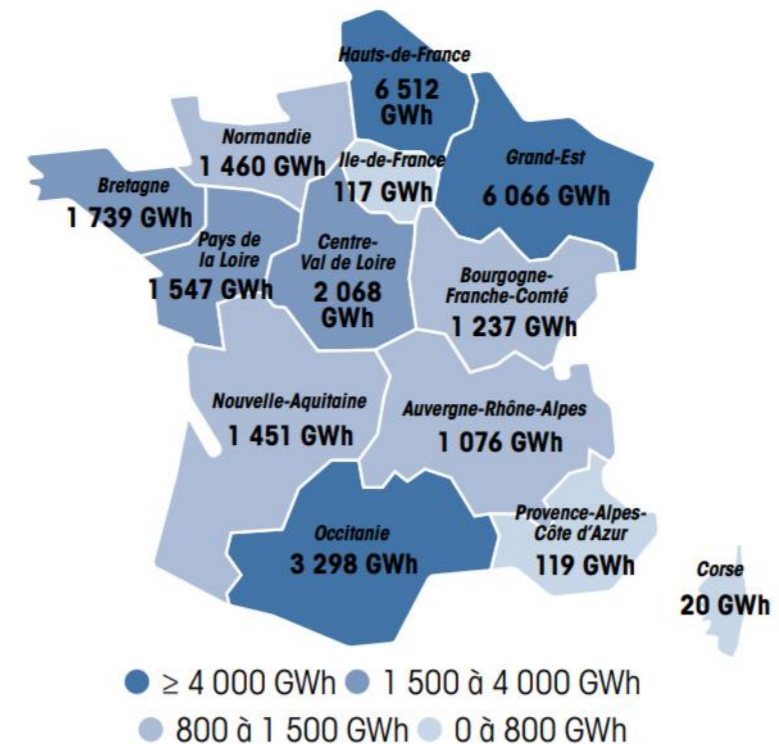 Hauts-de-France
6 512
GWh
Normandie
1 460 GWh
Ile-de-France
117 GWh
Grand-Est
6 066 GWh
Bretagne
1 739 GWh
Pays de
la Loire
1 547 GWh
Centre-
Val de Loire
2 068
GWh
Bourgogne-
Franche-Comté
1 237 GWh
Nouvelle-Aquitaine
1 451 GWh
Auvergne-Rhône-Alpes
1 076 GWh
Occitanie
3 298 GWh
Provence-Alpes-
Côte d'Azur
119 GWh
Corse
20 GWh
≥ 4 000 GWh 1 500 à 4 000 GWh
800 à 1 500 GWh 0 à 800 GWh